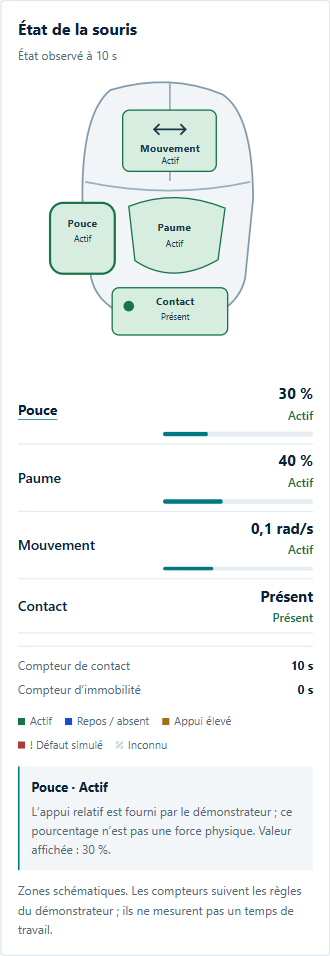 État de la souris
État observé à 10 s
Mouvement
Actif
Pouce
Actif
Paume
Actif
Contact
Présent
30 %
Pouce
Actif
40 %
Paume
Actif
0,1 rad/s
Mouvement
Actif
Présent
Contact
Présent
Compteur de contact 10 s
Compteur d'immobilité 0 s
Actif Repos / absent Appui élevé
! Défaut simulé Inconnu
Pouce · Actif
L'appui relatif est fourni par le démonstrateur ; ce
pourcentage n'est pas une force physique. Valeur
affichée : 30 %.
Zones schématiques. Les compteurs suivent les règles
du démonstrateur ; ils ne mesurent pas un temps de
travail.